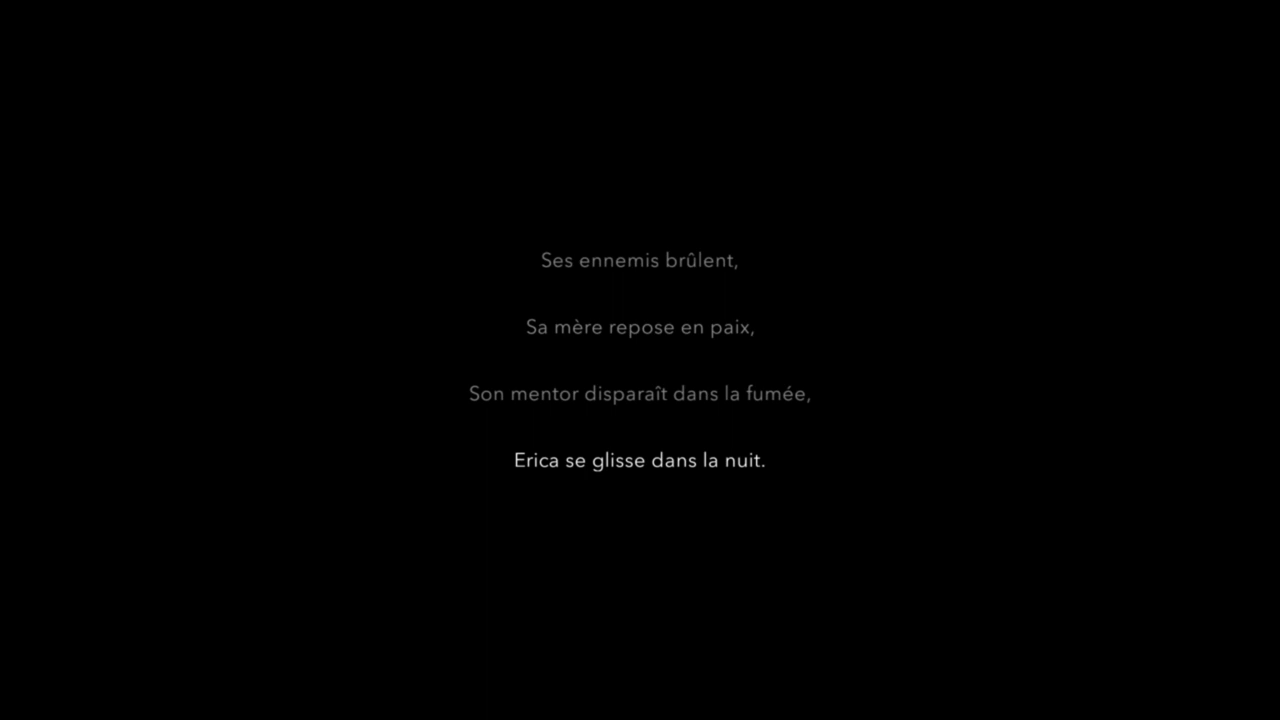 Ses ennemis brûlent,
Sa mère repose en paix,
Son mentor disparaît dans la fumée,
Erica se glisse dans la nuit.